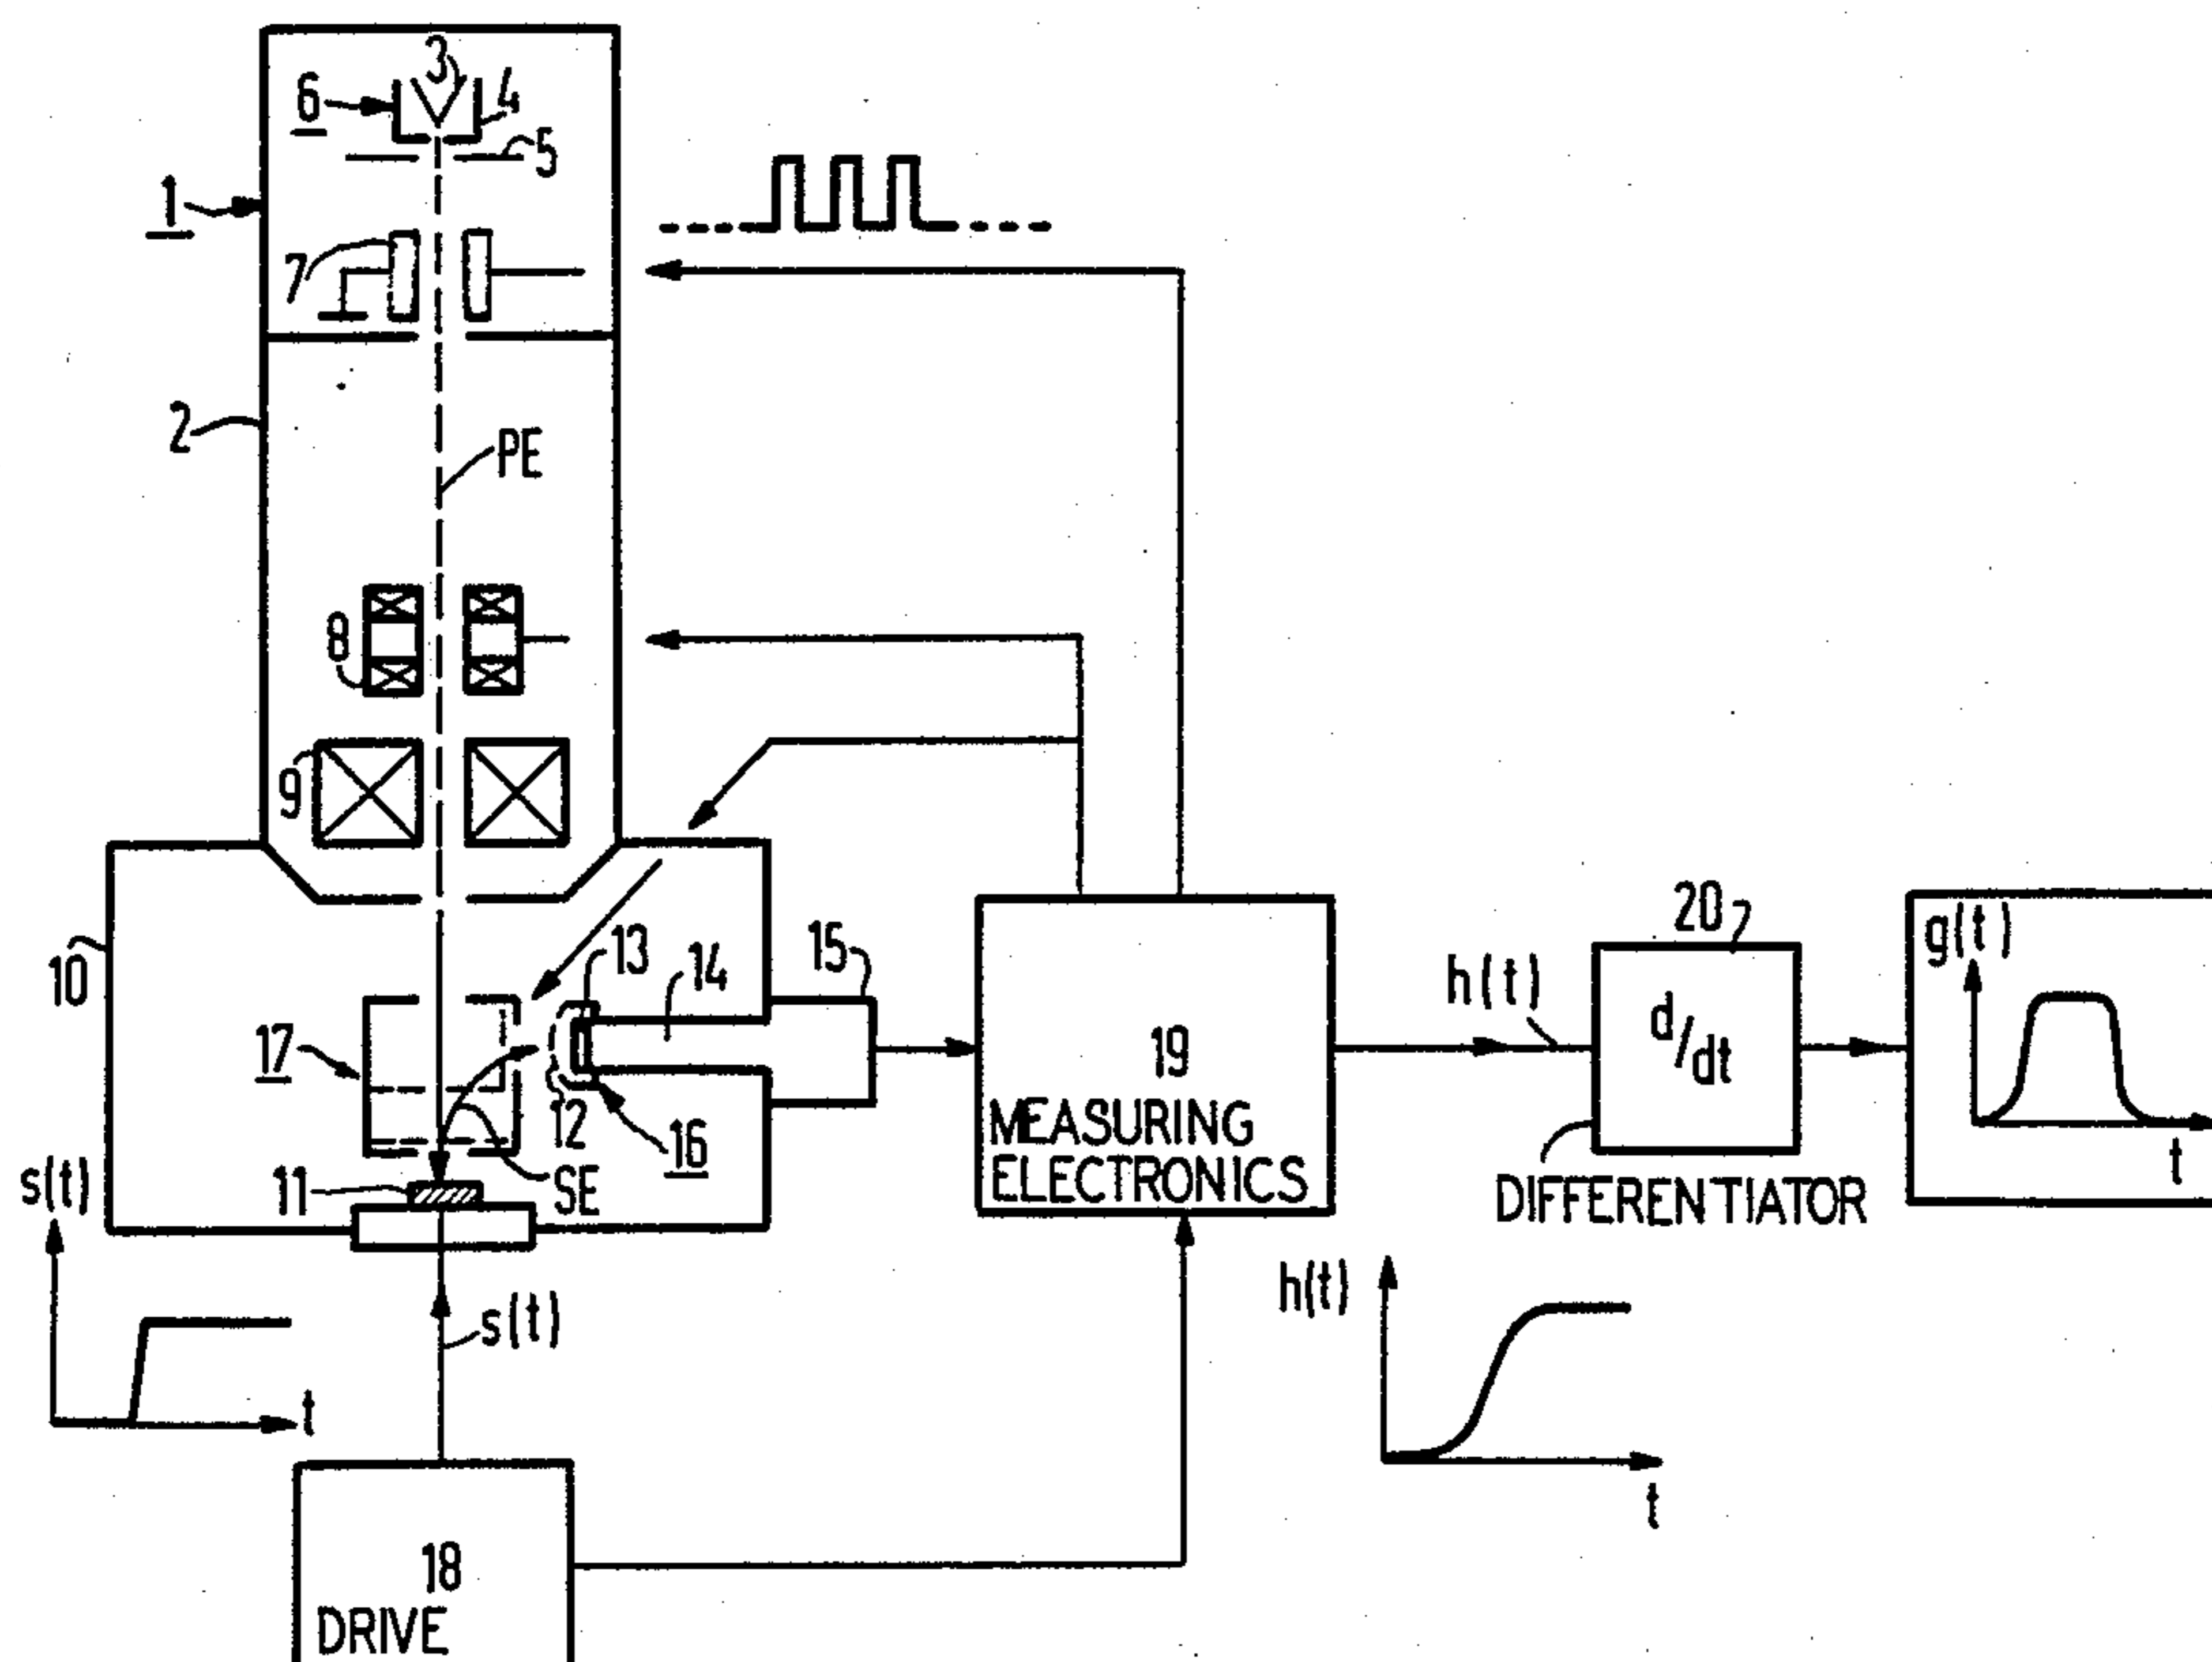 3
6
4
5
1
7
2
PE
8
9
10
13
14
15
17
12
16
11
SE
s(t)
t
s(t)
18
DRIVE
19
MEASURING
ELECTRONICS
h(t)
20
d/dt
DIFFERENTIATOR
h(t)
t
g(t)
t